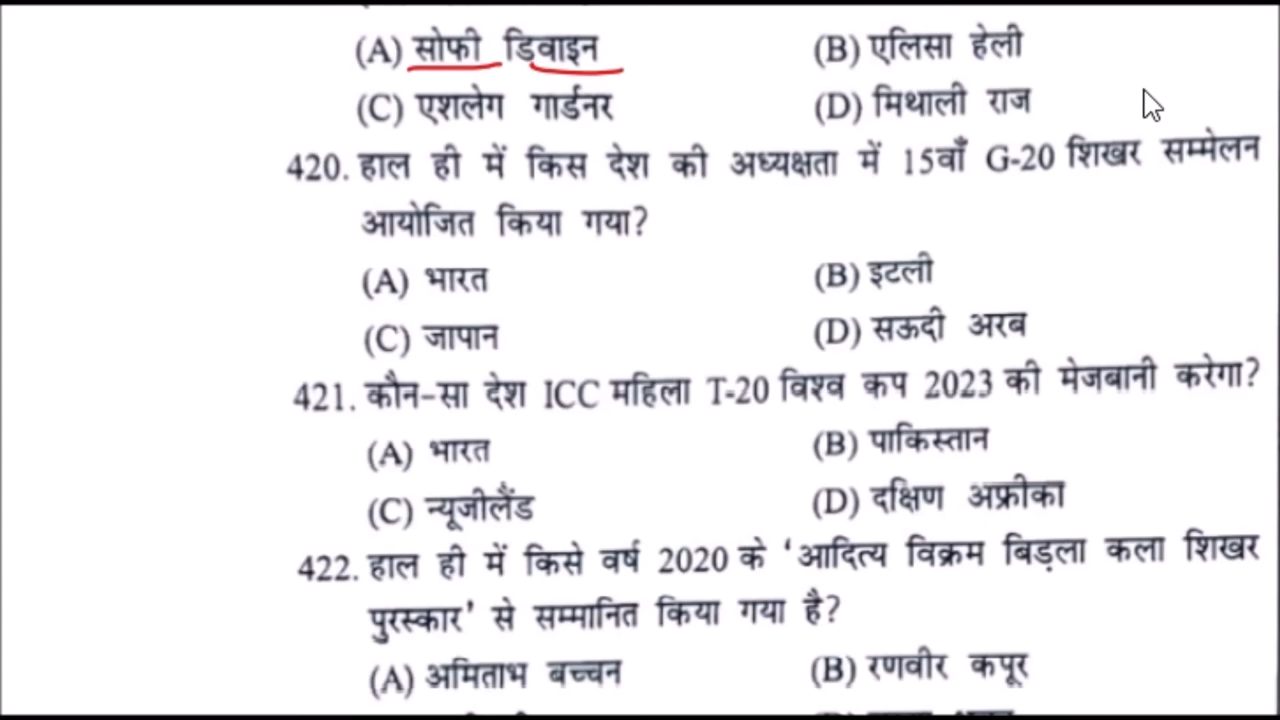 (A) सोफी डिवाइन (B) एलिसा हेली
(C) एशलेग गार्डनर (D) मिथाली राज
420. हाल ही में किस देश की अध्यक्षता में 15वाँ G-20 शिखर सम्मेलन
आयोजित किया गया?
(A) भारत (B) इटली
(C) जापान (D) सऊदी अरब
421. कौन-सा देश ICC महिला T-20 विश्व कप 2023 की मेजबानी करेगा?
(A) भारत (B) पाकिस्तान
(C) न्यूजीलैंड (D) दक्षिण अफ्रीका
422. हाल ही में किसे वर्ष 2020 के ‘आदित्य विक्रम बिड़ला कला शिखर
पुरस्कार’ से सम्मानित किया गया है?
(A) अमिताभ बच्चन (B) रणवीर कपूर